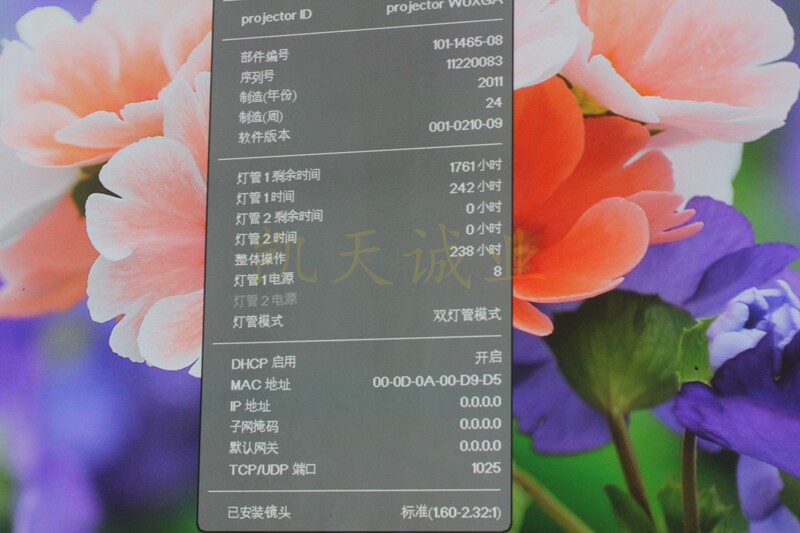 projector ID projector WUXGA
部件编号 101-1465-08
序列号 11220083
制造(年份) 2011
制造(周) 24
软件版本 001-0210-09
灯管 1 剩余时间 1761 小时
灯管 1 时间 242 小时
灯管 2 剩余时间 0 小时
灯管 2 时间 0 小时
整体操作 238 小时
灯管 1 电源 8
灯管 2 电源
灯管模式 双灯管模式
DHCP 启用 开启
MAC 地址 00-0D-0A-00-D9-D5
IP 地址 0.0.0.0
子网掩码 0.0.0.0
默认网关 0.0.0.0
TCP/UDP 端口 1025
已安装镜头 标准(1.60-2.32:1)
凯天诚业